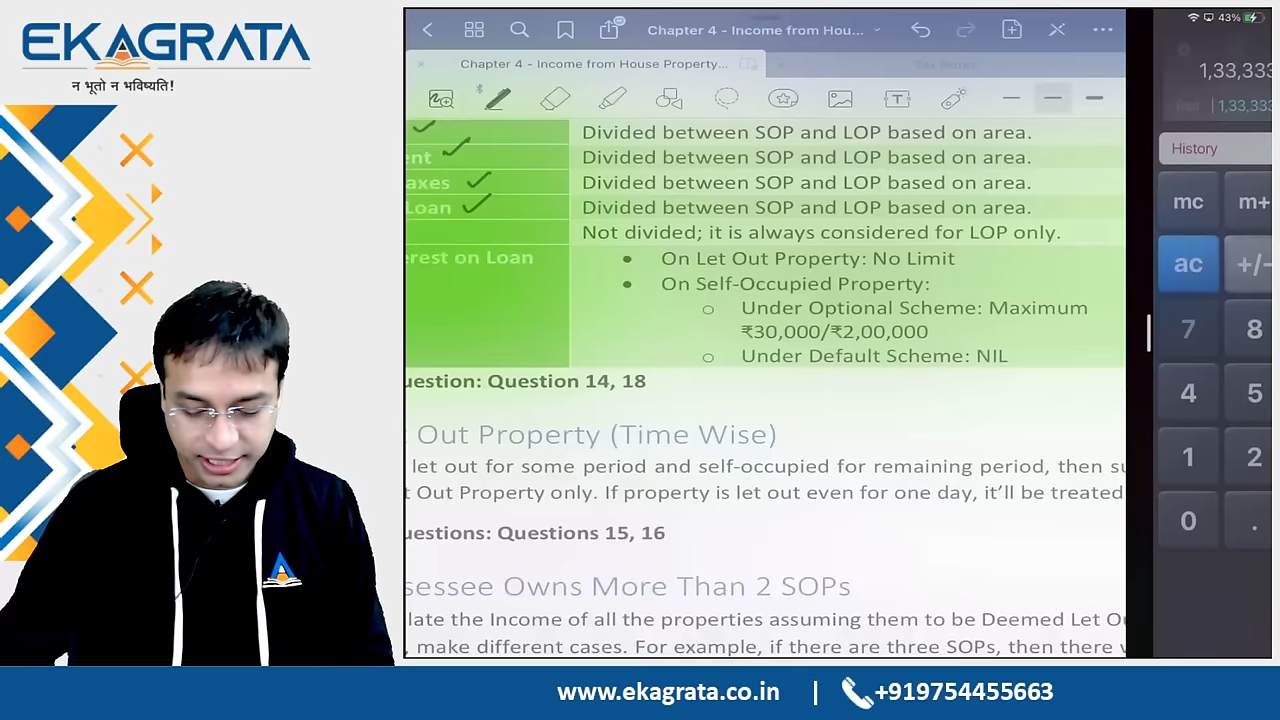 EKAGRATA
न भूतो न भविष्यति!
Chapter 4 - Income from Hou...
43%
Chapter 4 - Income from House Property...
Tax Notes
1,33,333
1,33,333
History
Divided between SOP and LOP based on area.
ent Divided between SOP and LOP based on area.
axes Divided between SOP and LOP based on area.
Loan Divided between SOP and LOP based on area.
Not divided; it is always considered for LOP only.
erest on Loan
• On Let Out Property: No Limit
• On Self-Occupied Property:
o Under Optional Scheme: Maximum
₹30,000/₹2,00,000
o Under Default Scheme: NIL
uestion: Question 14, 18
Out Property (Time Wise)
let out for some period and self-occupied for remaining period, then su
t Out Property only. If property is let out even for one day, it'll be treated
uestions: Questions 15, 16
sessee Owns More Than 2 SOPs
late the Income of all the properties assuming them to be Deemed Let Ou
, make different cases. For example, if there are three SOPs, then there
mc m+
ac +/-
7 8
4 5
1 2
0 .
www.ekagrata.co.in | +919754455663